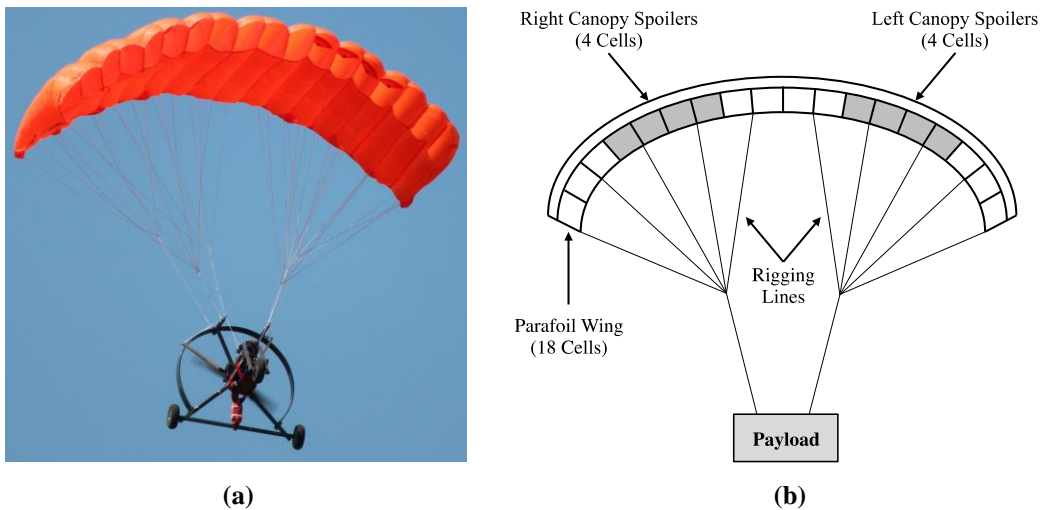 Right Canopy Spoilers
(4 Cells)
Left Canopy Spoilers
(4 Cells)
Rigging
Lines
Parafoil Wing
(18 Cells)
Payload
(a)
(b)